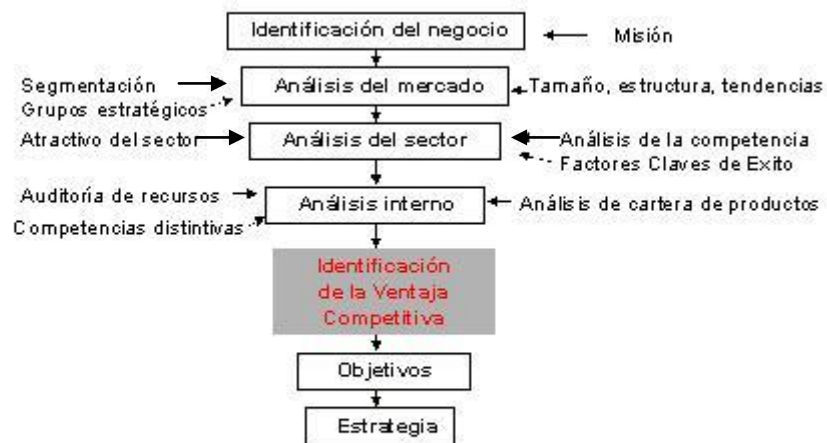 Identificación del negocio
Misión
Segmentación
Análisis del mercado
Tamaño, estructura, tendencias
Grupos estratégicos
Atractivo del sector
Análisis del sector
Análisis de la competencia
Factores Claves de Exito
Auditoría de recursos
Análisis interno
Análisis de cartera de productos
Competencias distintivas
Identificación
de la Ventaja
Competitiva
Objetivos
Estrategia